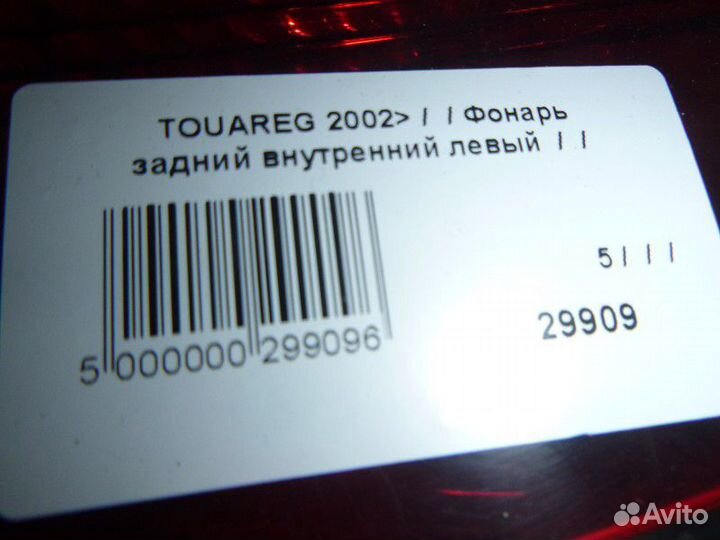 TOUAREG 2002> / / Фонарь
задний внутренний левый / /
5 / / /
29909
5 000000 299096
Avito